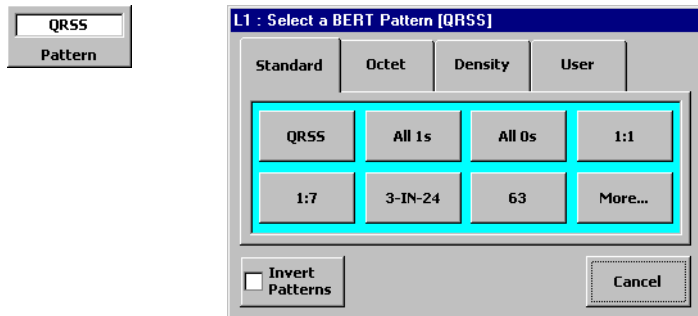 QRSS
Pattern
L1 : Select a BERT Pattern [QRSS]
Standard Octet Density User
QRSS All 1s All 0s 1:1
1:7 3-IN-24 63 More...
Invert
Patterns
Cancel